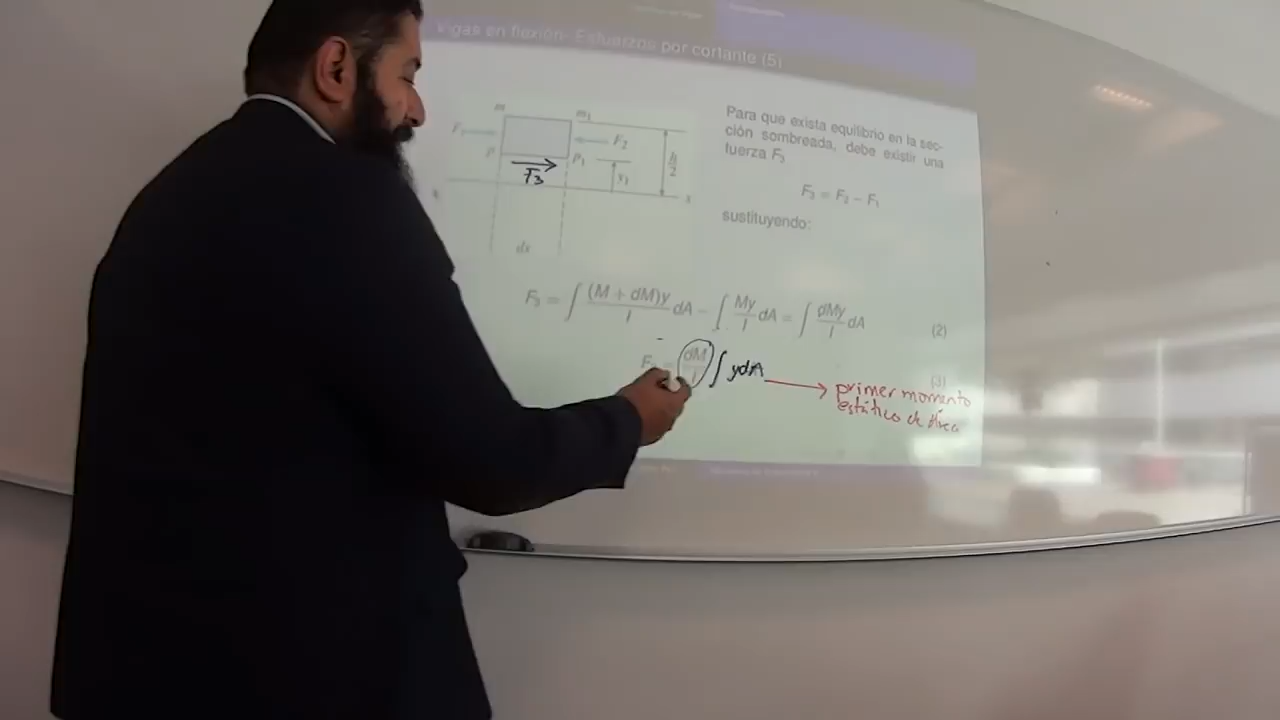 Vigas en flexión- Esfuerzos por cortante (5)
m
m₁
F₂
p
p₁
F₃
y₁
h/2
x
dx
Para que exista equilibrio en la sec-
ción sombreada, debe existir una
fuerza F₃
F₃ = F₂ − F₁
sustituyendo:
F₃ = ∫ (M + dM)y/I dA − ∫ My/I dA = ∫ dMy/I dA (2)
dM/I ∫ ydA → primer momento (3)
estático de área